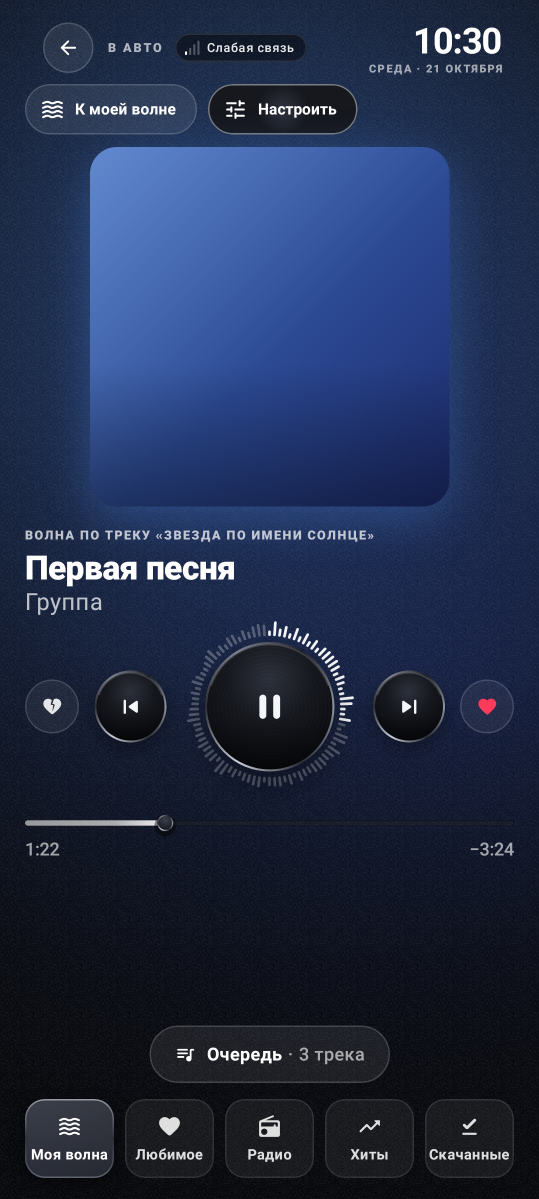 В АВТО
Слабая связь
10:30
СРЕДА · 21 ОКТЯБРЯ
К моей волне
Настроить
ВОЛНА ПО ТРЕКУ «ЗВЕЗДА ПО ИМЕНИ СОЛНЦЕ»
Первая песня
Группа
1:22
−3:24
Очередь · 3 трека
Моя волна
Любимое
Радио
Хиты
Скачанные